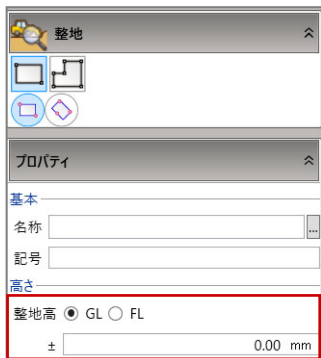 整地
プロパティ
基本
名称 ...
記号
高さ
整地高 GL FL
± 0.00 mm